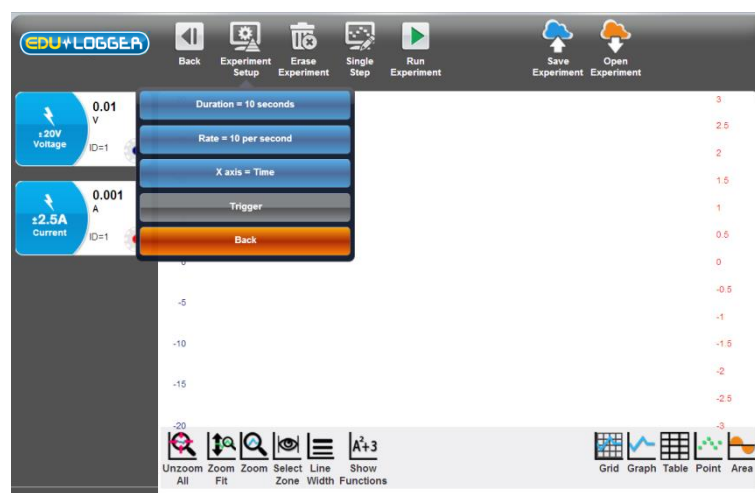 EDU LOGGER
Back
Experiment
Setup
Erase
Experiment
Single
Step
Run
Experiment
Save
Experiment
Open
Experiment
±20V
Voltage
0.01
V
ID=1
±2.5A
Current
0.001
A
ID=1
Duration = 10 seconds
Rate = 10 per second
X axis = Time
Trigger
Back
0
-5
-10
-15
-20
3
2.5
2
1.5
1
0.5
0
-0.5
-1
-1.5
-2
-2.5
-3
Unzoom
All
Zoom
Fit
Zoom
Select
Zone
Line
Width
A²+3
Show
Functions
Grid
Graph
Table
Point
Area